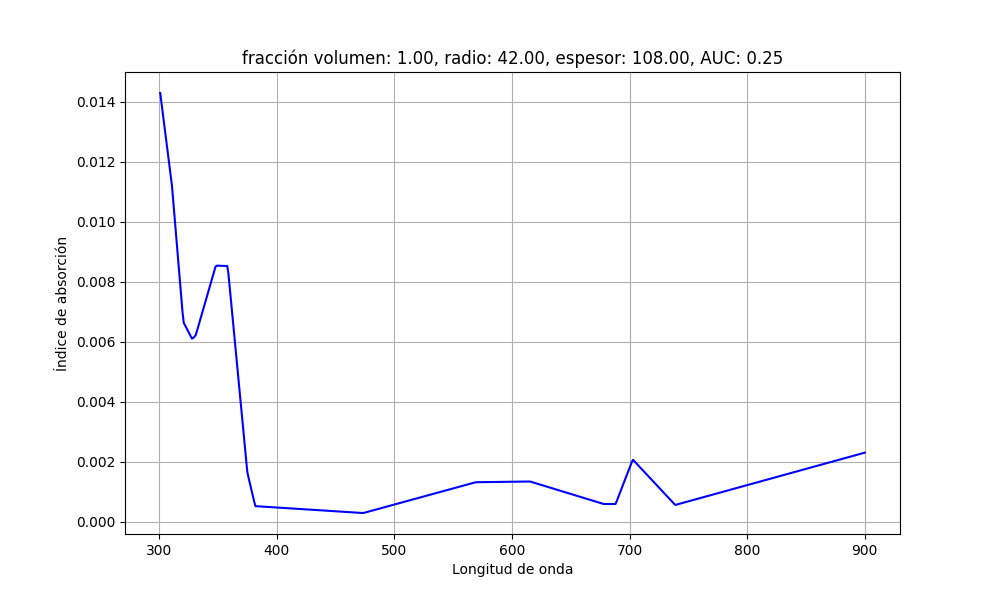 fracción volumen: 1.00, radio: 42.00, espesor: 108.00, AUC: 0.25
0.014
0.012
0.010
0.008
0.006
0.004
0.002
0.000
Índice de absorción
300 400 500 600 700 800 900
Longitud de onda